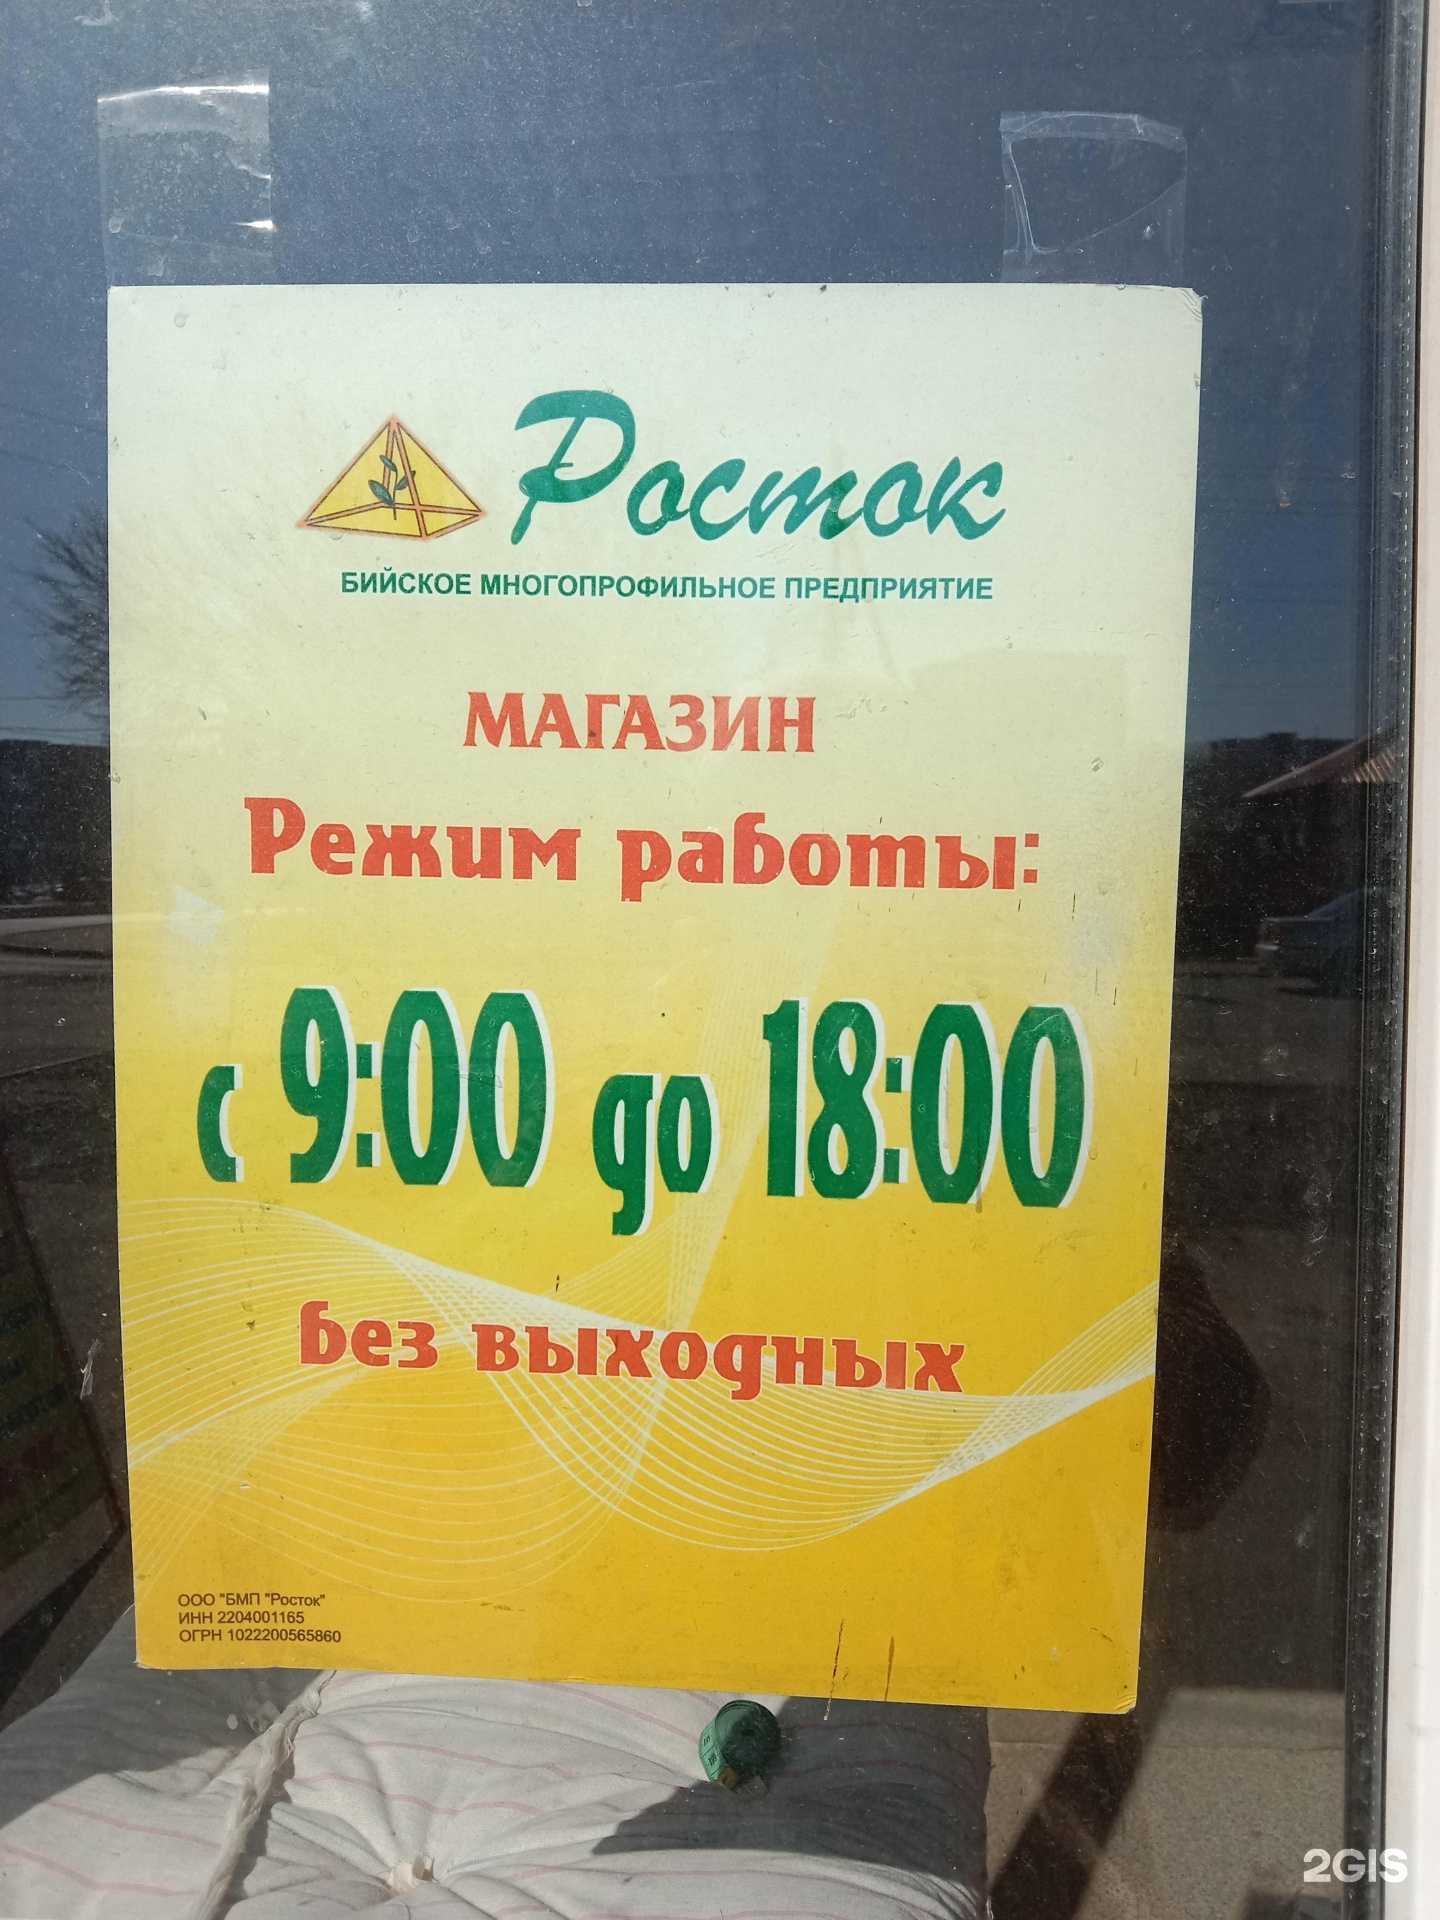 Росток
БИЙСКОЕ МНОГОПРОФИЛЬНОЕ ПРЕДПРИЯТИЕ
МАГАЗИН
Режим работы:
с 9:00 до 18:00
без выходных
ООО "БМП "Росток"
ИНН 2204001165
ОГРН 1022200565860
2GIS